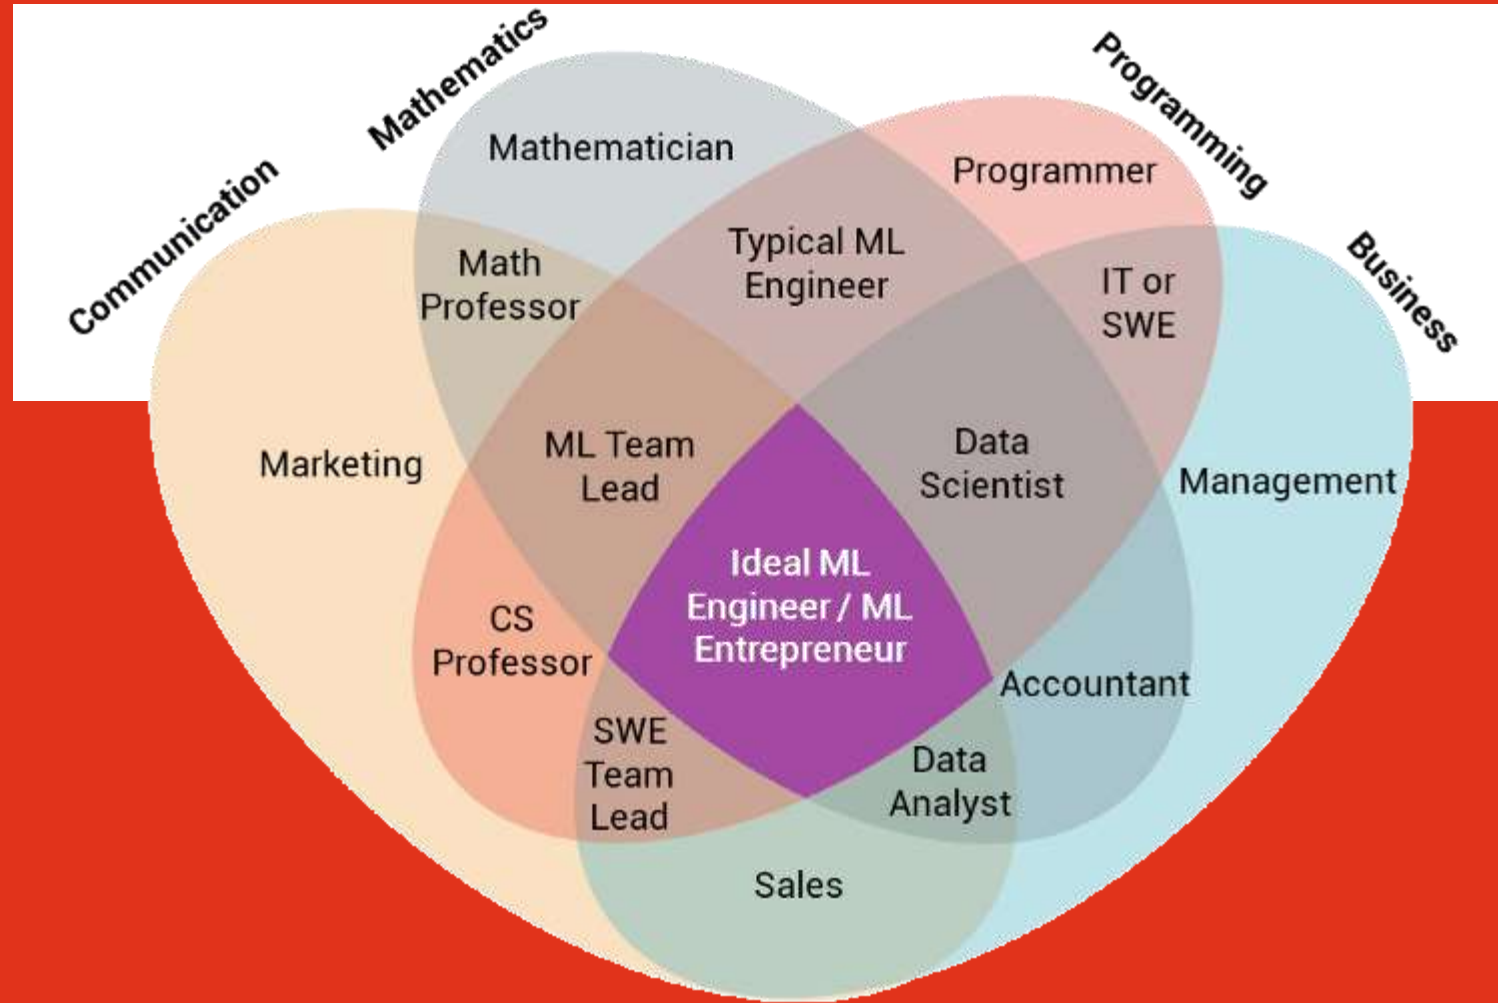 Communication
Mathematics
Programming
Business
Mathematician
Programmer
Math
Professor
Typical ML
Engineer
IT or
SWE
Marketing
ML Team
Lead
Data
Scientist
Management
Ideal ML
Engineer / ML
Entrepreneur
CS
Professor
Accountant
SWE
Team
Lead
Data
Analyst
Sales